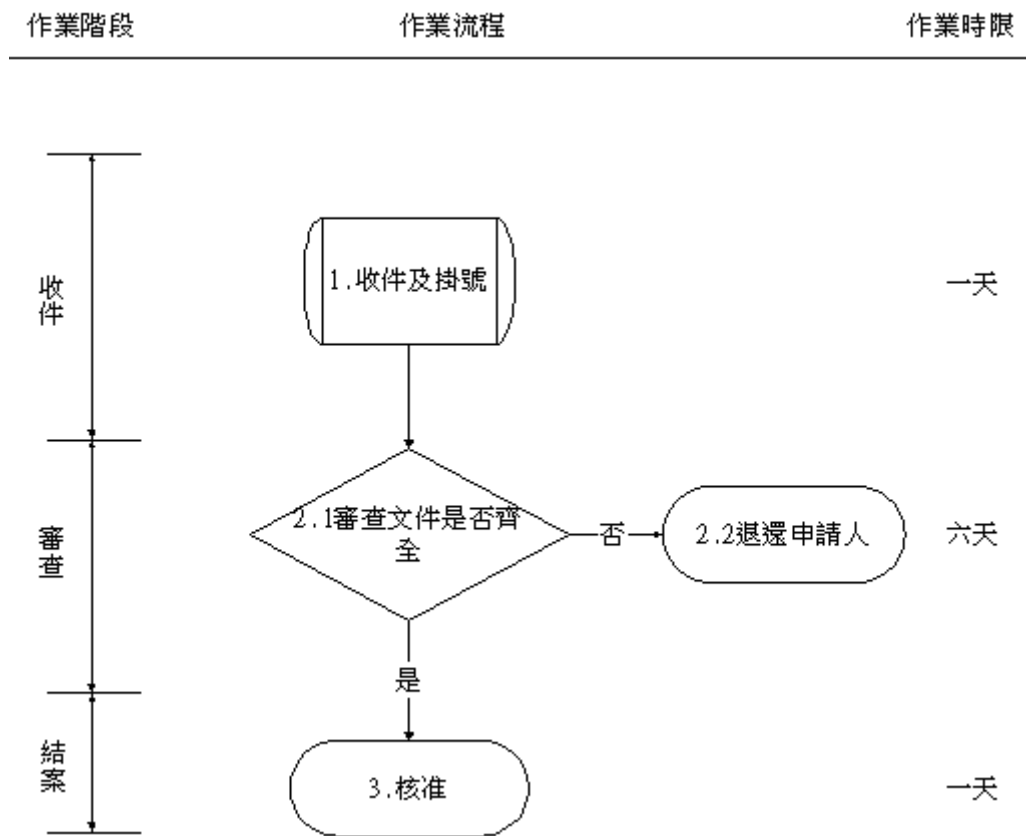 作業階段 作業流程 作業時限
收件
1.收件及掛號
一天
審查
2.1審查文件是否齊
全
否
2.2退還申請人
六天
是
結案
3.核准
一天